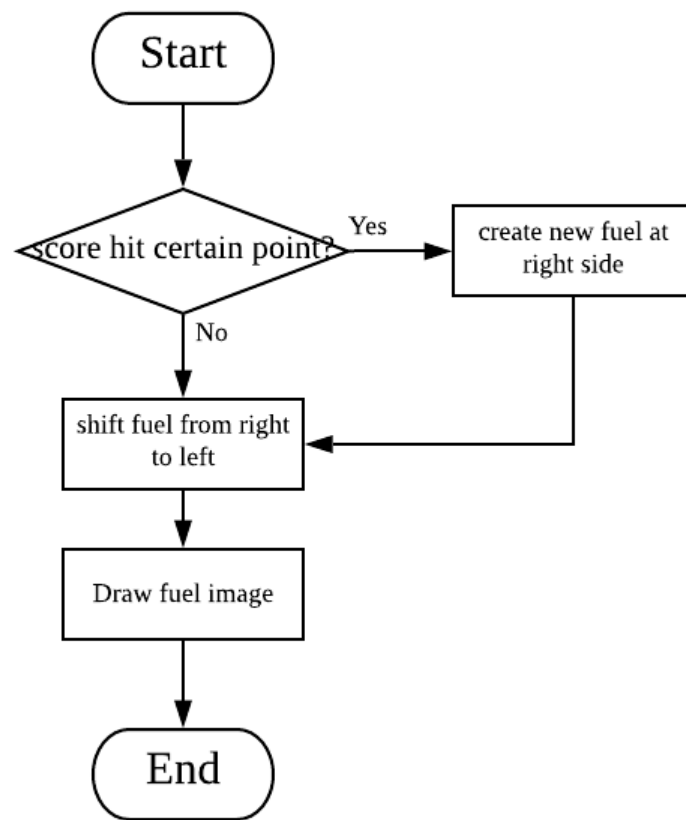 Start
score hit certain point?
Yes
create new fuel at
right side
No
shift fuel from right
to left
Draw fuel image
End